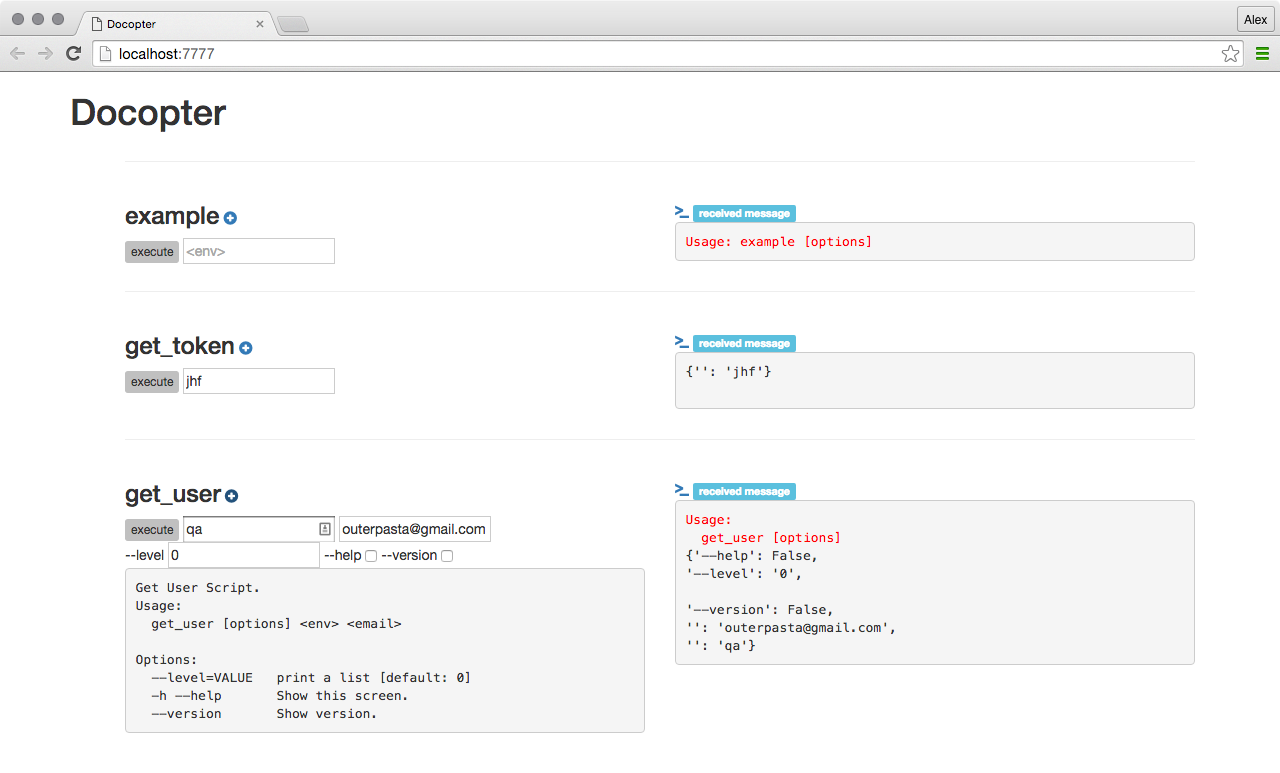 Docopter
Alex
localhost:7777
Docopter
example
execute <env>
>_ received message
Usage: example [options]
get_token
execute jhf
>_ received message
{'': 'jhf'}
get_user
execute qa outerpasta@gmail.com
--level 0 --help --version
Get User Script.
Usage:
get_user [options] <env> <email>
Options:
--level=VALUE print a list [default: 0]
-h --help Show this screen.
--version Show version.
>_ received message
Usage:
get_user [options]
{'--help': False,
'--level': '0',
'--version': False,
'': 'outerpasta@gmail.com',
'': 'qa'}